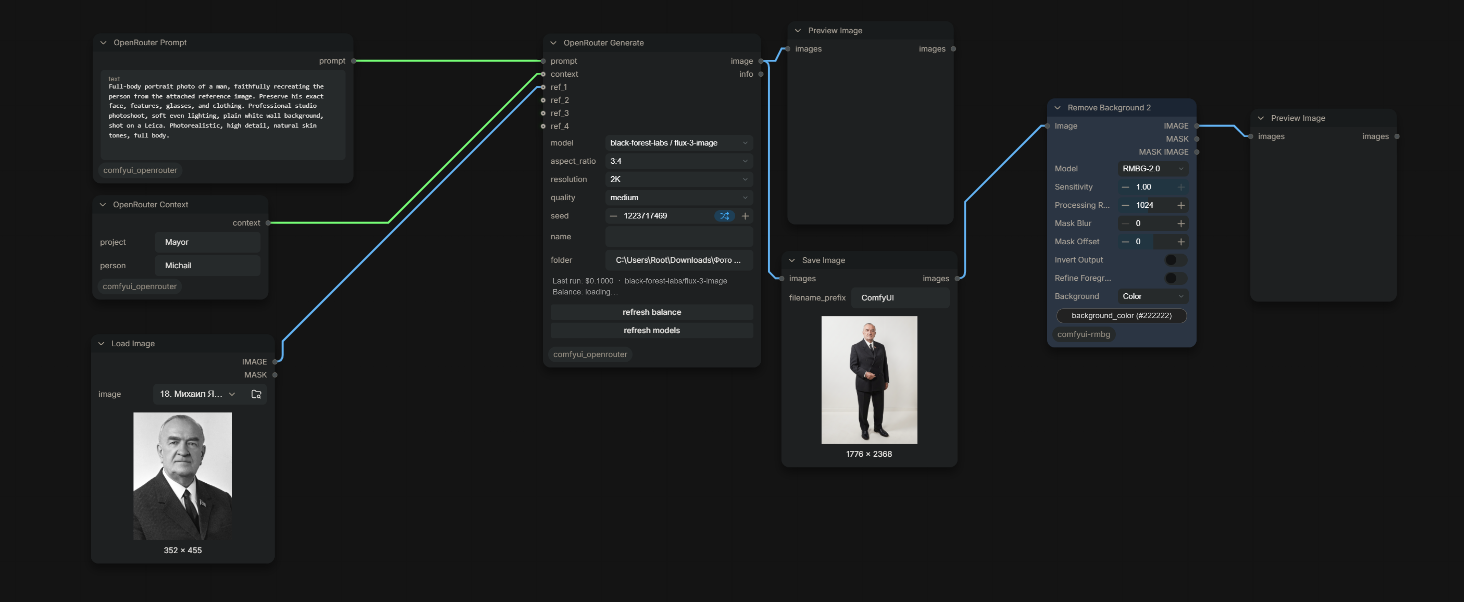 OpenRouter Prompt
prompt
text
Full-body portrait photo of a man, faithfully recreating the
person from the attached reference image. Preserve his exact
face, features, glasses, and clothing. Professional studio
photoshoot, soft even lighting, plain white wall background,
shot on a Leica. Photorealistic, high detail, natural skin
tones, full body.
comfyui_openrouter
OpenRouter Context
context
project Mayor
person Michail
comfyui_openrouter
Load Image
IMAGE
MASK
image 18. Михаил Я...
352 × 455
OpenRouter Generate
prompt image
context info
ref_1
ref_2
ref_3
ref_4
model black-forest-labs / flux-3-image
aspect_ratio 3:4
resolution 2K
quality medium
seed 1223717469
name
folder C:\Users\Root\Downloads\Фото ...
Last run: $0.1000 · black-forest-labs/flux-3-image
Balance: loading...
refresh balance
refresh models
comfyui_openrouter
Preview Image
images images
Save Image
images images
filename_prefix ComfyUI
1776 × 2368
Remove Background 2
Image IMAGE
MASK
MASK IMAGE
Model RMBG-2.0
Sensitivity 1.00
Processing R... 1024
Mask Blur 0
Mask Offset 0
Invert Output
Refine Foregr...
Background Color
background_color (#222222)
comfyui-rmbg
Preview Image
images images